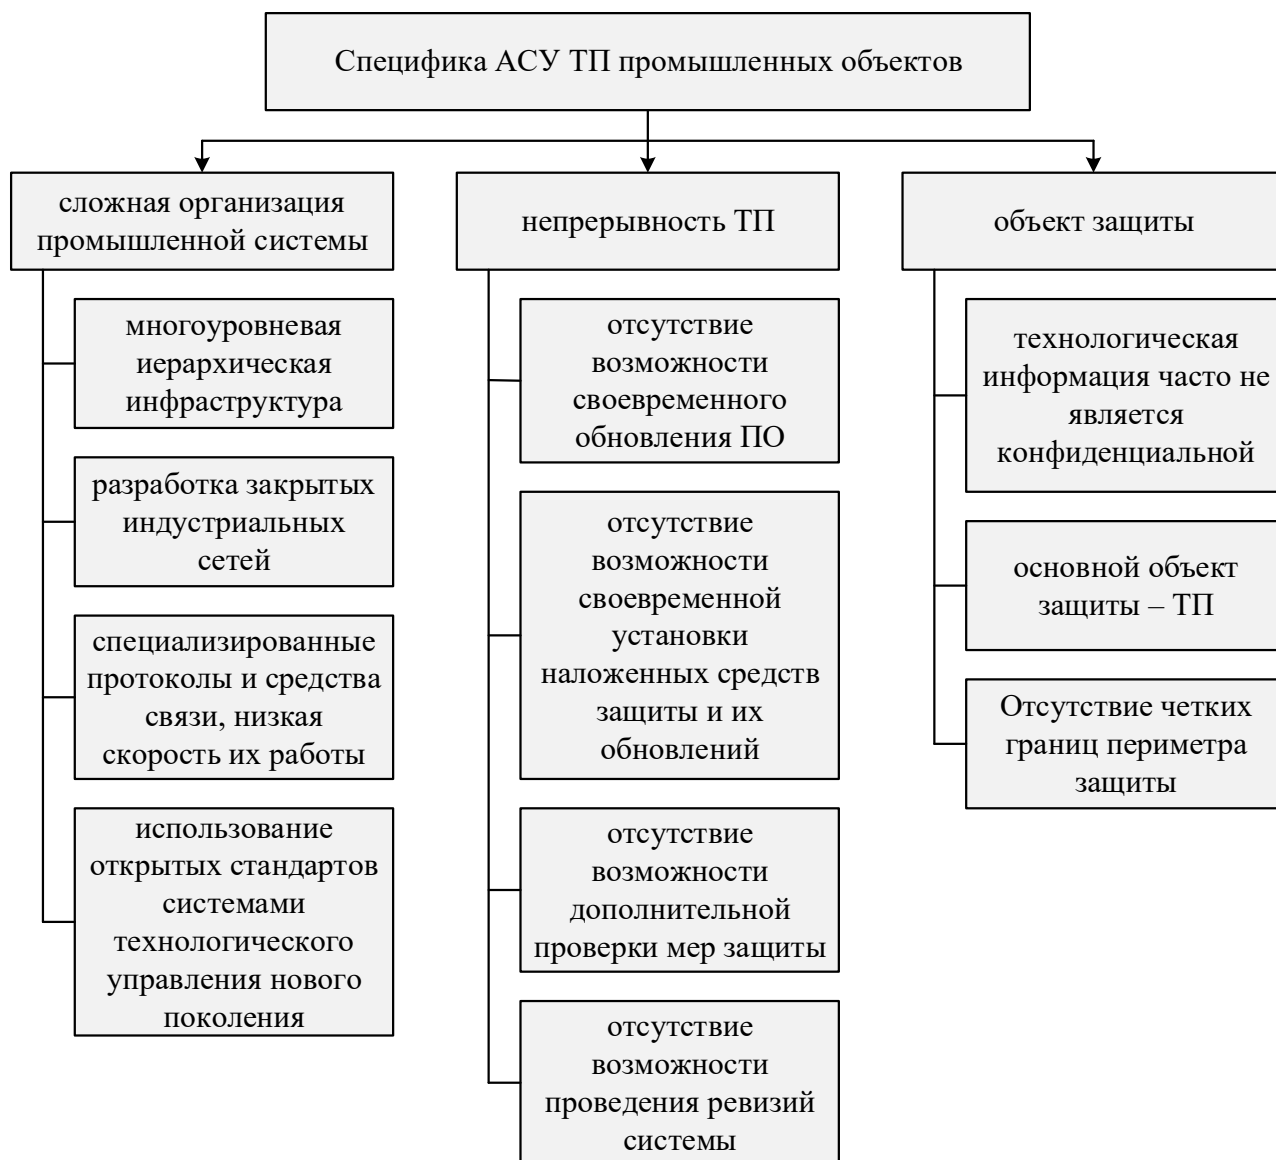 Специфика АСУ ТП промышленных объектов
сложная организация
промышленной системы
многоуровневая
иерархическая
инфраструктура
разработка закрытых
индустриальных
сетей
специализированные
протоколы и средства
связи, низкая
скорость их работы
использование
открытых стандартов
системами
технологического
управления нового
поколения
непрерывность ТП
отсутствие
возможности
своевременного
обновления ПО
отсутствие
возможности
своевременной
установки
наложенных средств
защиты и их
обновлений
отсутствие
возможности
дополнительной
проверки мер защиты
отсутствие
возможности
проведения ревизий
системы
объект защиты
технологическая
информация часто не
является
конфиденциальной
основной объект
защиты – ТП
Отсутствие четких
границ периметра
защиты